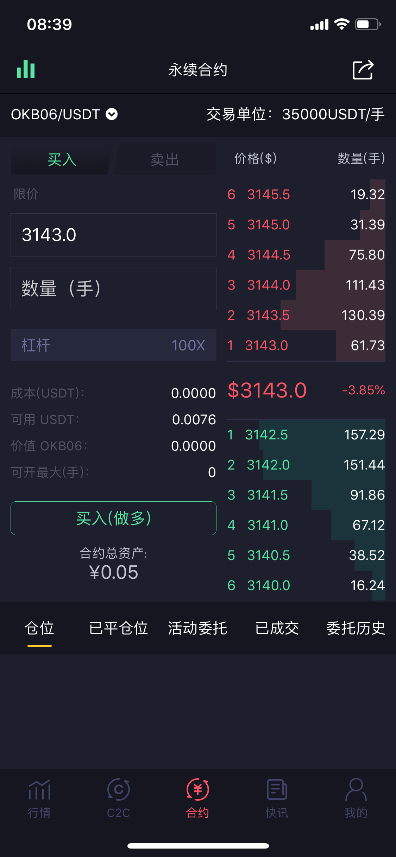 08:39
永续合约
OKB06/USDT 交易单位：35000USDT/手
买入 卖出 价格($) 数量(手)
限价
3143.0
数量（手）
杠杆 100X
成本(USDT)： 0.0000
可用 USDT： 0.0076
价值 OKB06： 0.0000
可开最大(手)： 0
买入(做多)
合约总资产:
¥0.05
6 3145.5 19.32
5 3145.0 31.39
4 3144.5 75.80
3 3144.0 111.43
2 3143.5 130.39
1 3143.0 61.73
$3143.0 -3.85%
1 3142.5 157.29
2 3142.0 151.44
3 3141.5 91.86
4 3141.0 67.12
5 3140.5 38.52
6 3140.0 16.24
仓位 已平仓位 活动委托 已成交 委托历史
行情 C2C 合约 快讯 我的